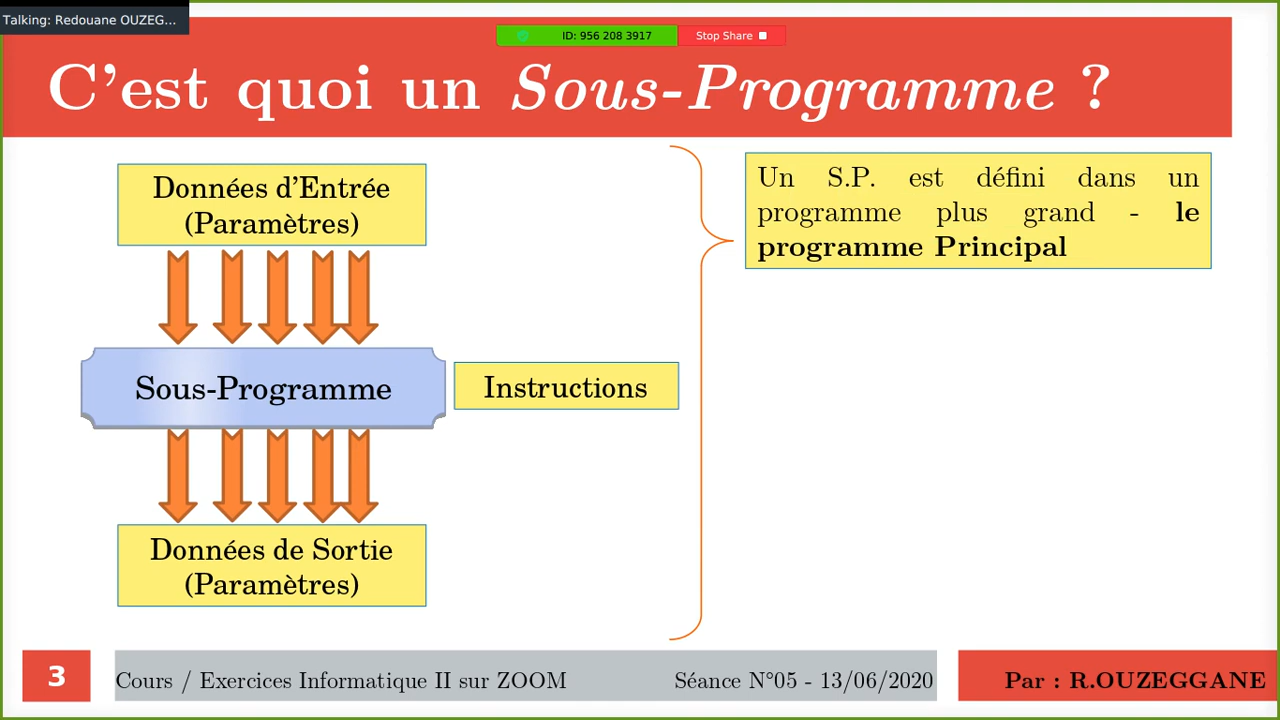 Talking: Redouane OUZEG...
ID: 956 208 3917
Stop Share
C'est quoi un Sous-Programme ?
Données d'Entrée
(Paramètres)
Un S.P. est défini dans un
programme plus grand - le
programme Principal
Sous-Programme
Instructions
Données de Sortie
(Paramètres)
3
Cours / Exercices Informatique II sur ZOOM
Séance N°05 - 13/06/2020
Par : R.OUZEGGANE